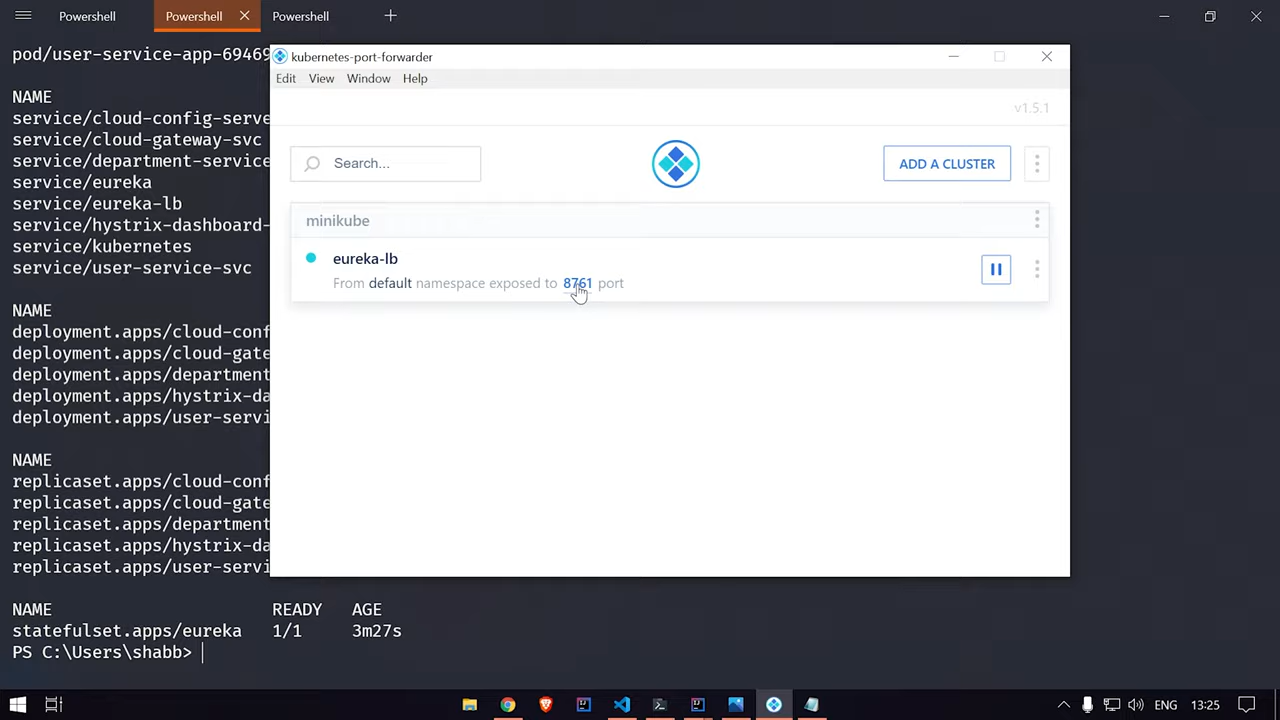 Powershell
Powershell
Powershell
pod/user-service-app-69469
NAME
service/cloud-config-serve
service/cloud-gateway-svc
service/department-service
service/eureka
service/eureka-lb
service/hystrix-dashboard-
service/kubernetes
service/user-service-svc
NAME
deployment.apps/cloud-conf
deployment.apps/cloud-gate
deployment.apps/department
deployment.apps/hystrix-da
deployment.apps/user-servi
NAME
replicaset.apps/cloud-conf
replicaset.apps/cloud-gate
replicaset.apps/department
replicaset.apps/hystrix-da
replicaset.apps/user-servi
NAME READY AGE
statefulset.apps/eureka 1/1 3m27s
PS C:\Users\shabb>
kubernetes-port-forwarder
Edit View Window Help
v1.5.1
Search...
ADD A CLUSTER
minikube
eureka-lb
From default namespace exposed to 8761 port
ENG 13:25